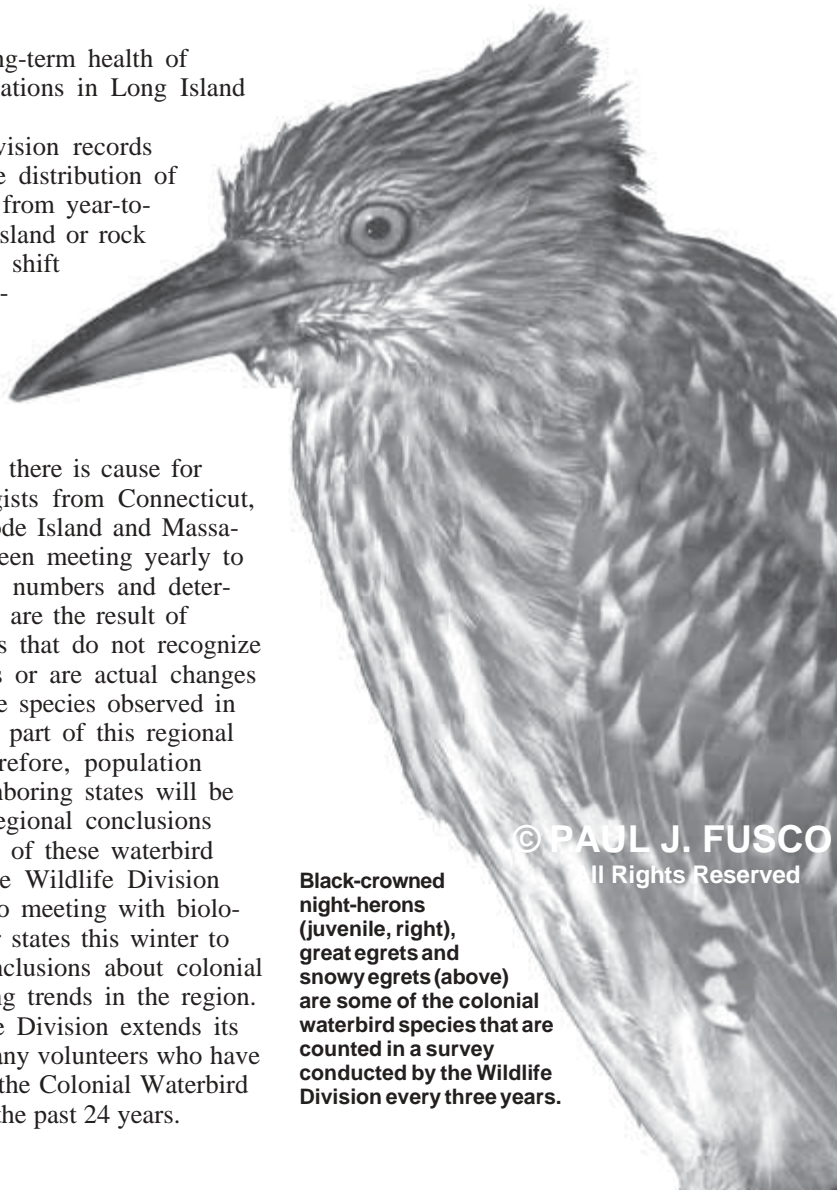 ng-term health of
ations in Long Island
vision records
e distribution of
from year-to-
sland or rock
shift
-
there is cause for
gists from Connecticut,
ode Island and Massa-
een meeting yearly to
numbers and deter-
are the result of
s that do not recognize
s or are actual changes
e species observed in
part of this regional
refore, population
hboring states will be
egional conclusions
of these waterbird
e Wildlife Division
o meeting with biolo-
r states this winter to
nclusions about colonial
ng trends in the region.
e Division extends its
any volunteers who have
the Colonial Waterbird
the past 24 years.
Black-crowned
night-herons
(juvenile, right),
great egrets and
snowy egrets (above)
are some of the colonial
waterbird species that are
counted in a survey
conducted by the Wildlife
Division every three years.
© PAUL J. FUSCO
All Rights Reserved